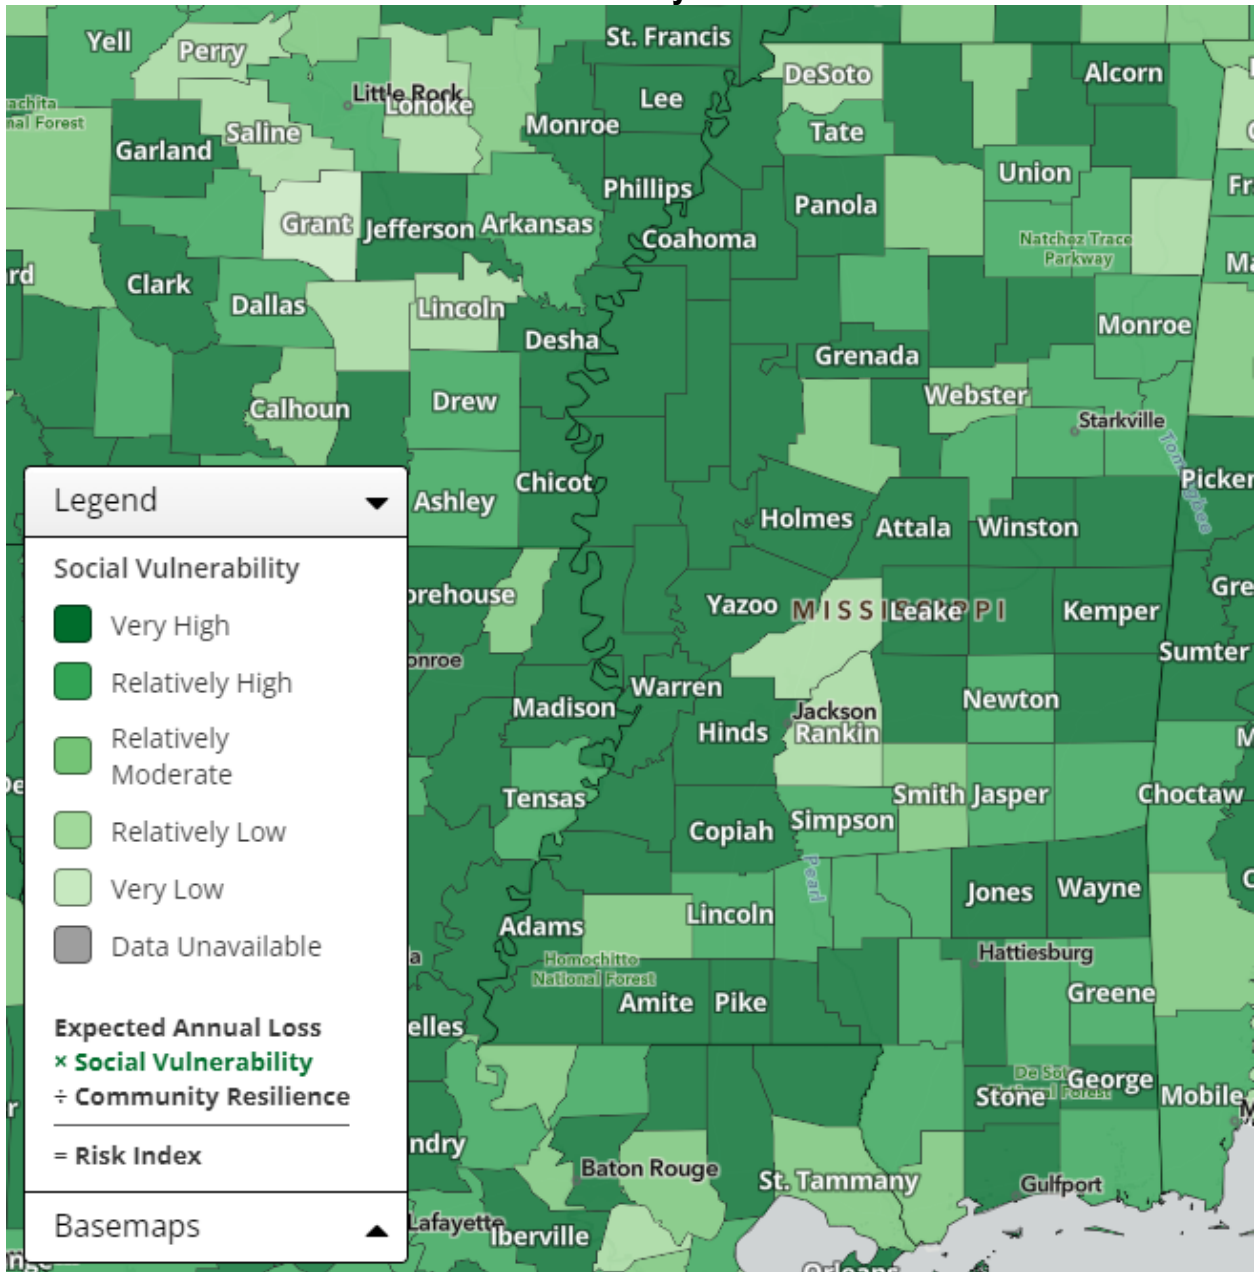 St. Francis
Yell
Perry
DeSoto
Alcorn
Little Rock
Lonoke
Lee
Monroe
Tate
Saline
Garland
Union
Phillips
Panola
Grant
Jefferson
Arkansas
Coahoma
Natchez Trace
Parkway
Clark
Dallas
Lincoln
Desha
Monroe
Grenada
Webster
Calhoun
Drew
Starkville
Chicot
Ashley
Holmes
Attala
Winston
Yazoo
MISSISSIPPI
Leake
Kemper
Sumter
Warren
Madison
Newton
Jackson
Rankin
Hinds
Tensas
Smith
Jasper
Choctaw
Simpson
Copiah
Pearl
Jones
Wayne
Lincoln
Adams
Hattiesburg
Homochitto
National Forest
Greene
Amite
Pike
George
Stone
Mobile
Baton Rouge
St. Tammany
Gulfport
Lafayette
Iberville
Orleans
Legend
Social Vulnerability
Very High
Relatively High
Relatively
Moderate
Relatively Low
Very Low
Data Unavailable
Expected Annual Loss
× Social Vulnerability
÷ Community Resilience
= Risk Index
Basemaps